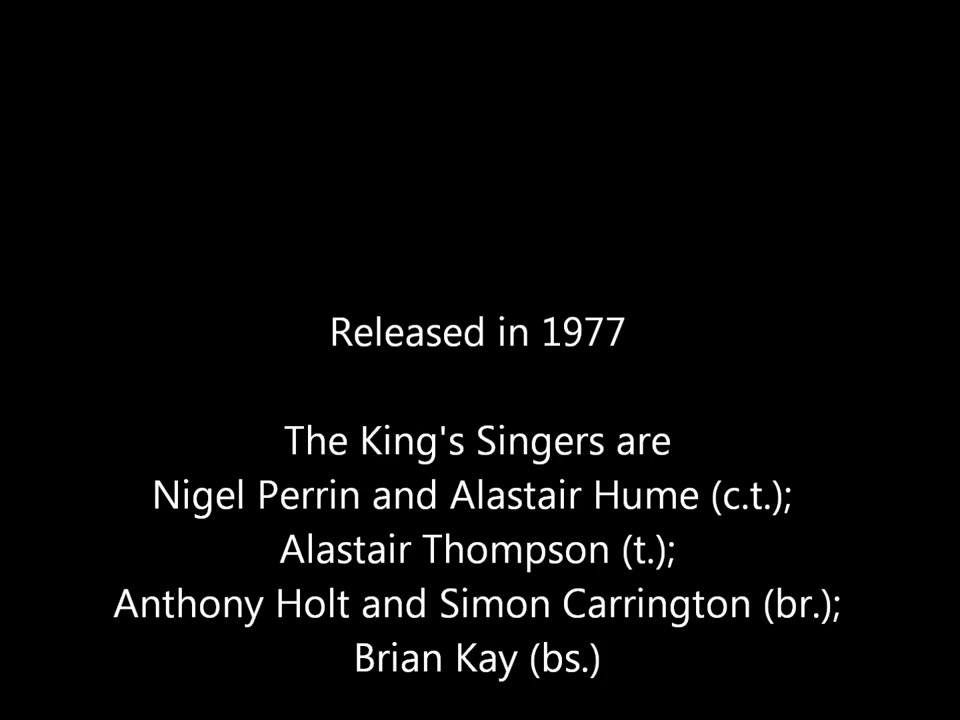 Released in 1977
The King's Singers are
Nigel Perrin and Alastair Hume (c.t.);
Alastair Thompson (t.);
Anthony Holt and Simon Carrington (br.);
Brian Kay (bs.)